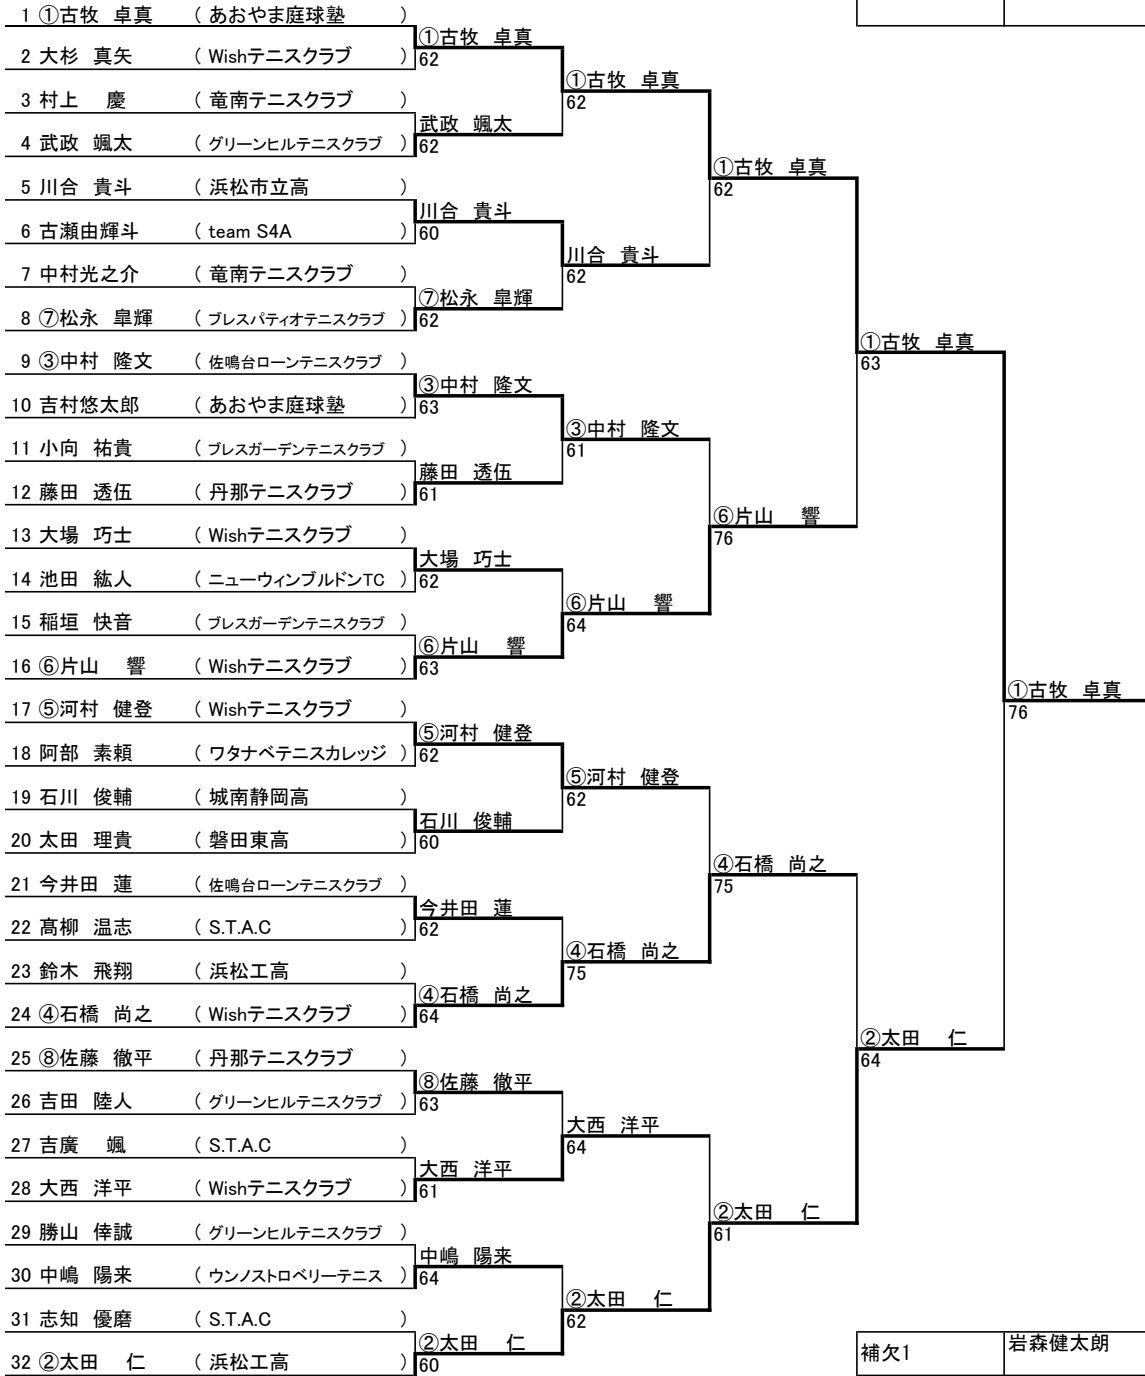 1 ①古牧 卓真 ( あおやま庭球塾 )
①古牧 卓真
2 大杉 真矢 ( Wishテニスクラブ ) 62
①古牧 卓真
3 村上 慶 ( 竜南テニスクラブ ) 62
武政 颯太
4 武政 颯太 ( グリーンヒルテニスクラブ ) 62
①古牧 卓真
5 川合 貴斗 ( 浜松市立高 ) 62
川合 貴斗
6 古瀬由輝斗 ( team S4A ) 60
川合 貴斗
7 中村光之介 ( 竜南テニスクラブ ) 62
⑦松永 皐輝
8 ⑦松永 皐輝 ( ブレスパティオテニスクラブ ) 62
①古牧 卓真
9 ③中村 隆文 ( 佐鳴台ローンテニスクラブ ) 63
③中村 隆文
10 吉村悠太郎 ( あおやま庭球塾 ) 63
③中村 隆文
11 小向 祐貴 ( ブレスガーデンテニスクラブ ) 61
藤田 透伍
12 藤田 透伍 ( 丹那テニスクラブ ) 61
⑥片山 響
13 大場 巧士 ( Wishテニスクラブ ) 76
大場 巧士
14 池田 紘人 ( ニューウィンブルドンTC ) 62
⑥片山 響
15 稲垣 快音 ( ブレスガーデンテニスクラブ ) 64
⑥片山 響
16 ⑥片山 響 ( Wishテニスクラブ ) 63
①古牧 卓真
17 ⑤河村 健登 ( Wishテニスクラブ ) 76
⑤河村 健登
18 阿部 素頼 ( ワタナベテニスカレッジ ) 62
⑤河村 健登
19 石川 俊輔 ( 城南静岡高 ) 62
石川 俊輔
20 太田 理貴 ( 磐田東高 ) 60
④石橋 尚之
21 今井田 蓮 ( 佐鳴台ローンテニスクラブ ) 75
今井田 蓮
22 髙柳 温志 ( S.T.A.C ) 62
④石橋 尚之
23 鈴木 飛翔 ( 浜松工高 ) 75
④石橋 尚之
24 ④石橋 尚之 ( Wishテニスクラブ ) 64
②太田 仁
25 ⑧佐藤 徹平 ( 丹那テニスクラブ ) 64
⑧佐藤 徹平
26 吉田 陸人 ( グリーンヒルテニスクラブ ) 63
大西 洋平
27 吉廣 颯 ( S.T.A.C ) 64
大西 洋平
28 大西 洋平 ( Wishテニスクラブ ) 61
②太田 仁
29 勝山 倖誠 ( グリーンヒルテニスクラブ ) 61
中嶋 陽来
30 中嶋 陽来 ( ウンノストロベリーテニス ) 64
②太田 仁
31 志知 優磨 ( S.T.A.C ) 62
②太田 仁
32 ②太田 仁 ( 浜松工高 ) 60
補欠1 岩森健太朗